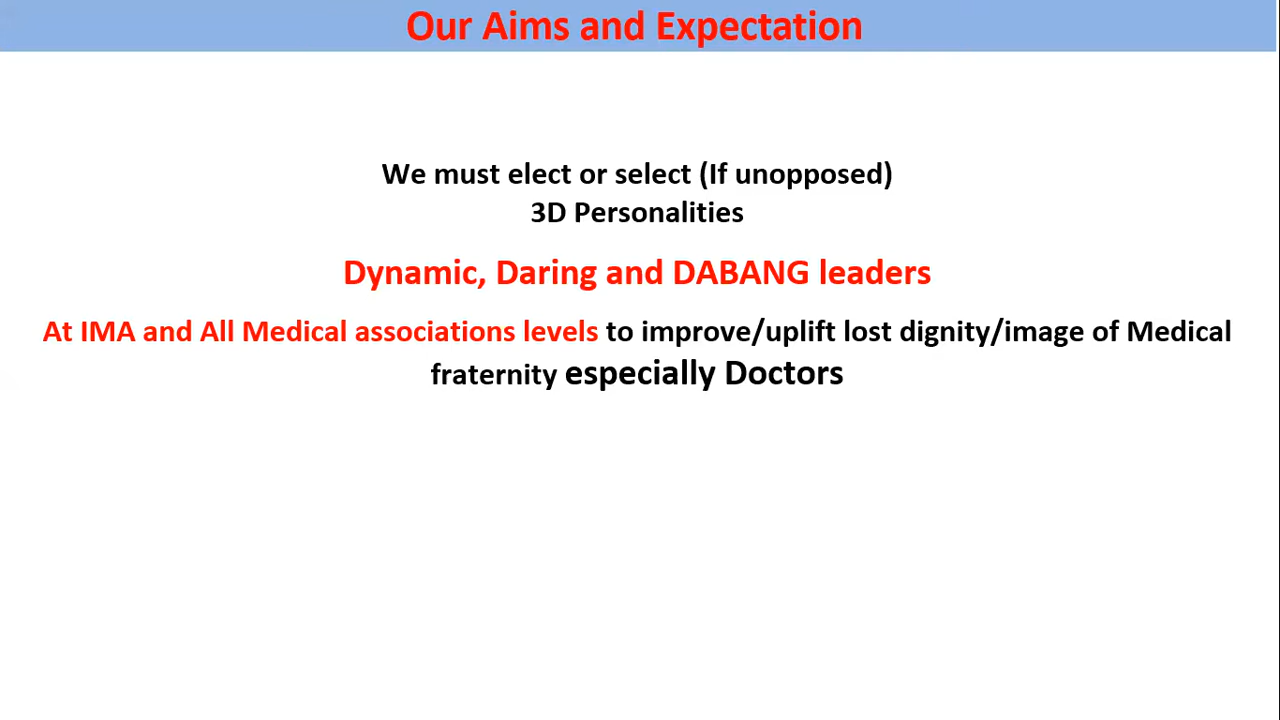 Our Aims and Expectation
We must elect or select (If unopposed)
3D Personalities
Dynamic, Daring and DABANG leaders
At IMA and All Medical associations levels to improve/uplift lost dignity/image of Medical
fraternity especially Doctors